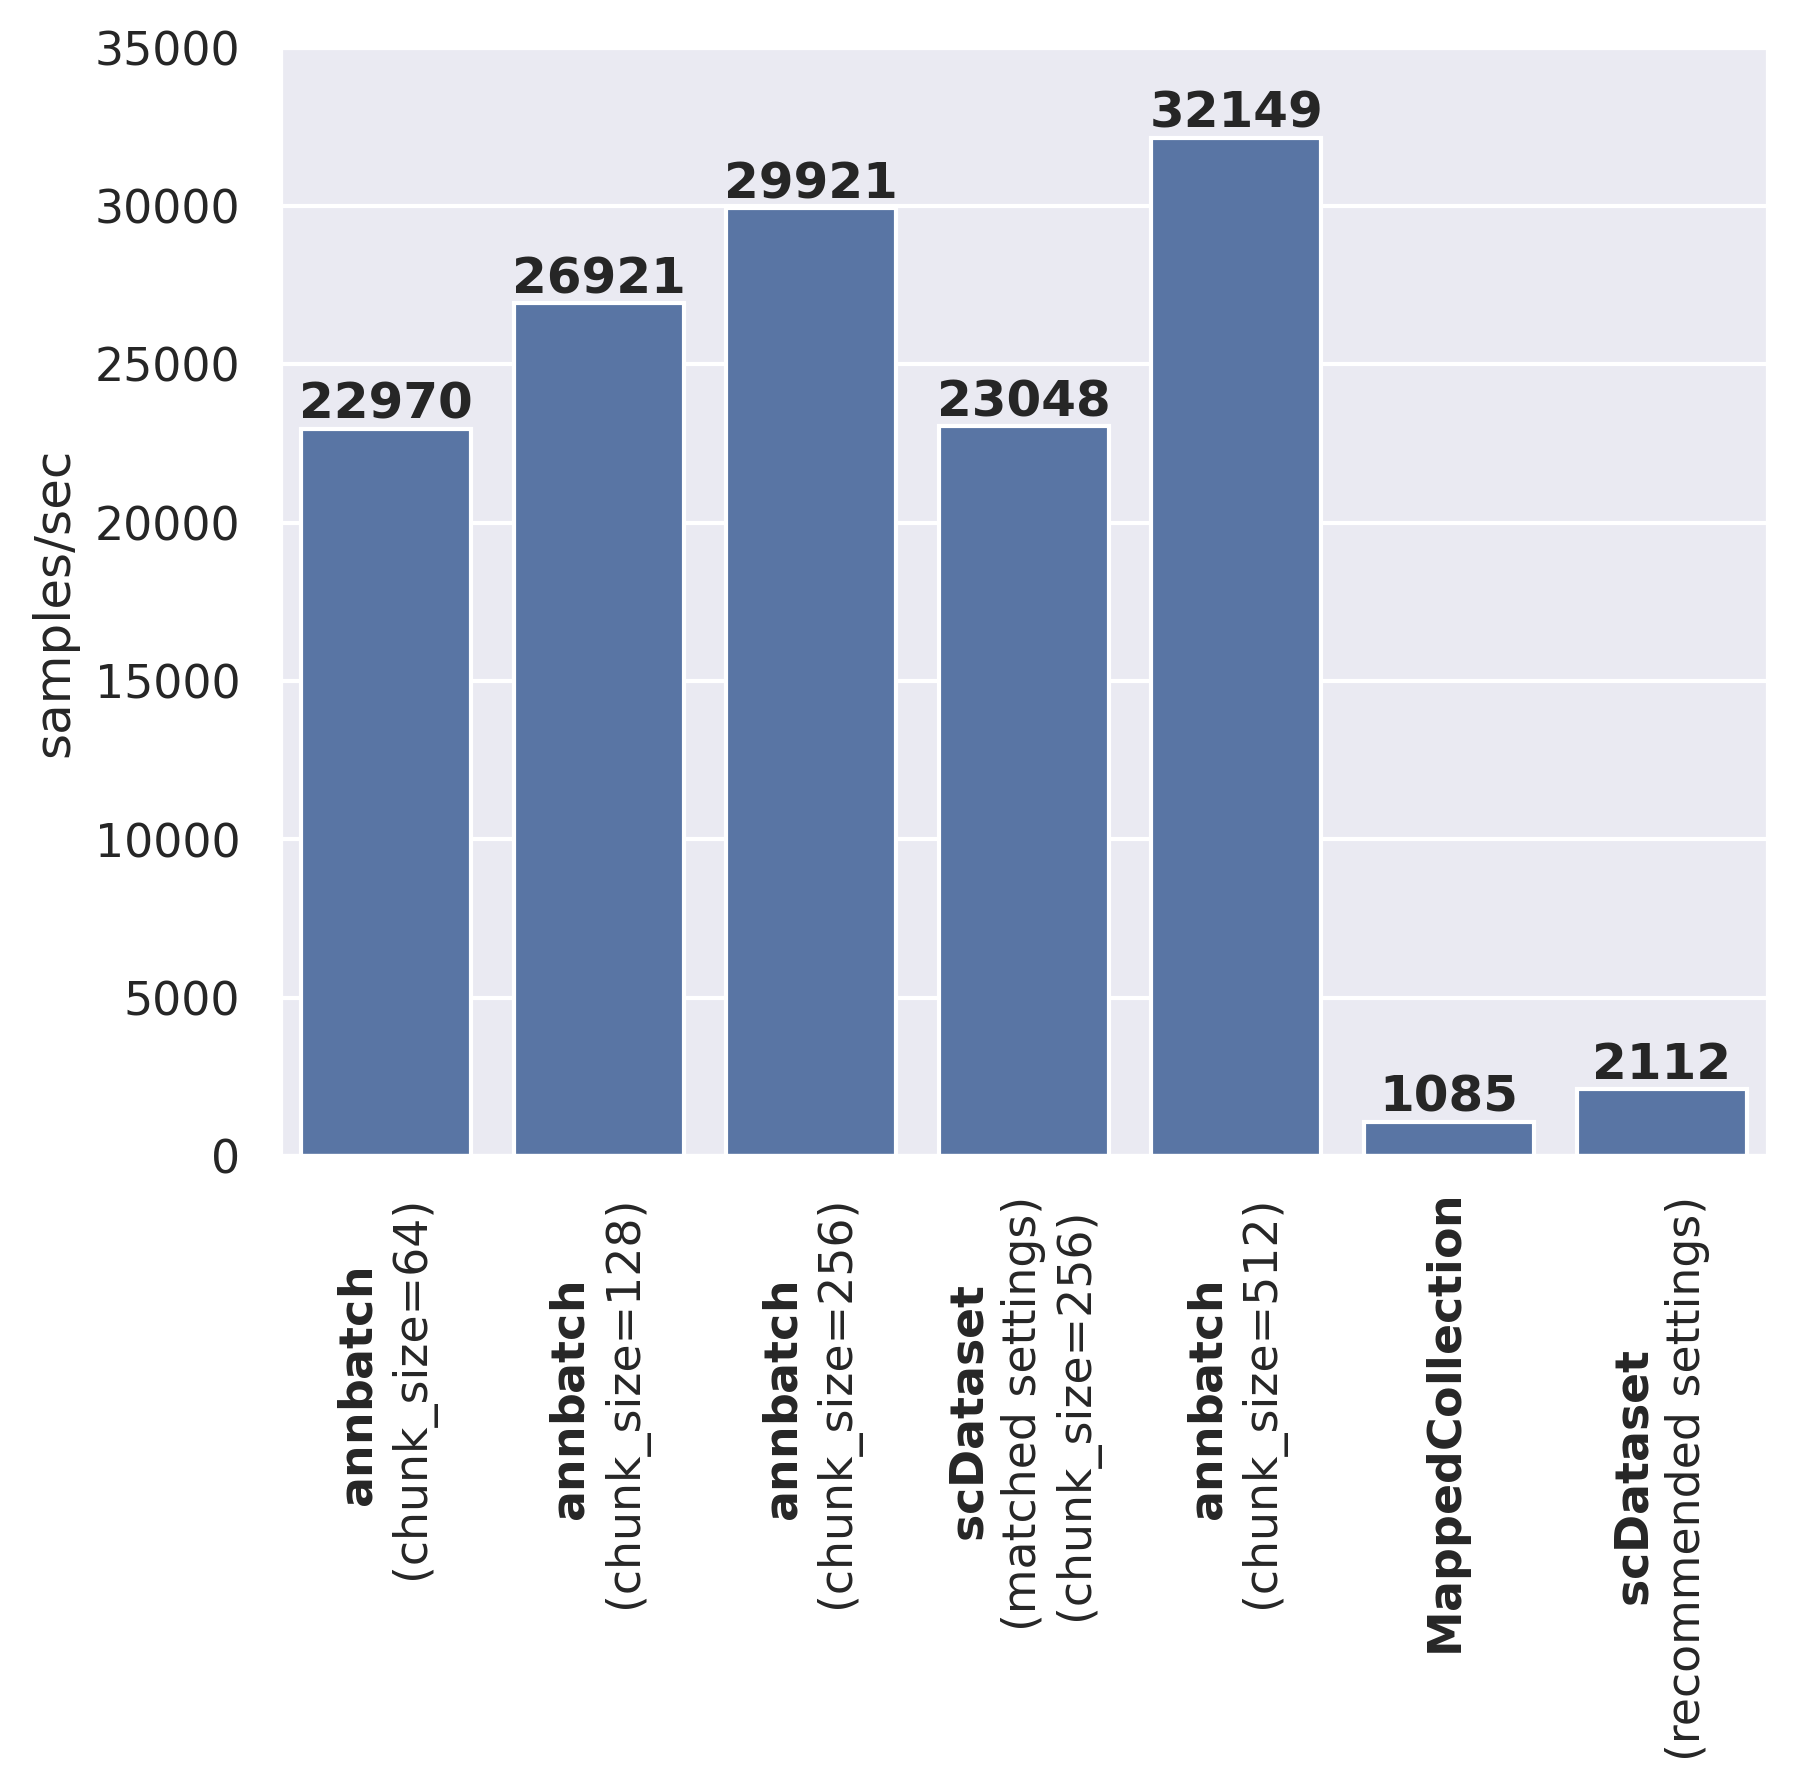 samples/sec
35000
30000
25000
20000
15000
10000
5000
0
22970
26921
29921
23048
32149
1085
2112
annbatch
(chunk_size=64)
annbatch
(chunk_size=128)
annbatch
(chunk_size=256)
scDataset
(matched settings)
(chunk_size=256)
annbatch
(chunk_size=512)
MappedCollection
scDataset
(recommended settings)